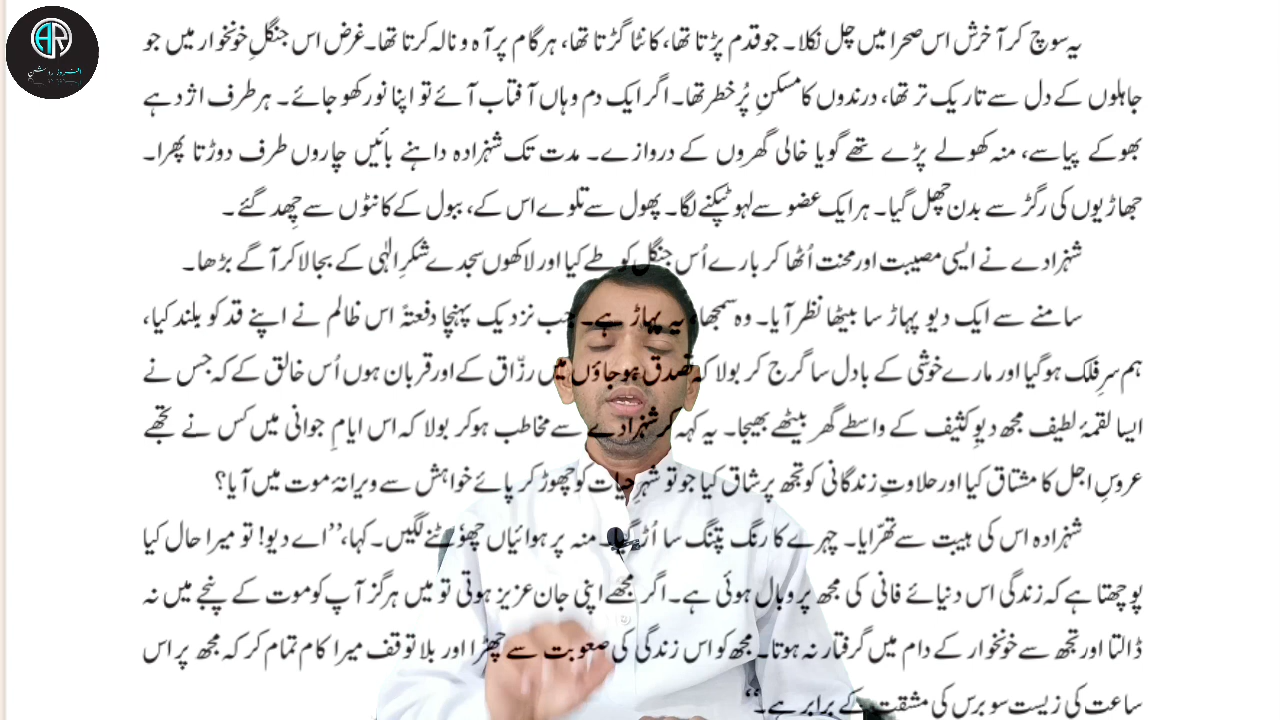 AR
افروز روشن
یہ سوچ کر آخرش اس صحرا میں چل نکلا۔ جو قدم پڑتا تھا، کانٹا گڑتا تھا، ہر گام پر آہ و نالہ کرتا تھا۔ غرض اس جنگلِ خونخوار میں جو
جاہلوں کے دل سے تاریک تر تھا، درندوں کا مسکنِ پُرخطر تھا۔ اگر ایک دم وہاں آفتاب آئے تو اپنا نور کھو جائے۔ ہر طرف اژدہے
بھوکے پیاسے، منہ کھولے پڑے تھے گویا خالی گھروں کے دروازے۔ مدت تک شہزادہ داہنے بائیں چاروں طرف دوڑتا پھرا۔
جھاڑیوں کی رگڑ سے بدن چھل گیا۔ ہر ایک عضو سے لہو ٹپکنے لگا۔ پھول سے تلوے اس کے، ببول کے کانٹوں سے چھد گئے۔
شہزادے نے ایسی مصیبت اور محنت اُٹھا کر بارے اُس جنگل کو طے کیا اور لاکھوں سجدے شکرِ الٰہی کے بجالا کر آگے بڑھا۔
سامنے سے ایک دیو پہاڑ سا بیٹھا نظر آیا۔ وہ سمجھا، یہ پہاڑ ہے۔ جب نزدیک پہنچا دفعتۂ اس ظالم نے اپنے قد کو بلند کیا،
ہم سرِ فلک ہوگیا اور مارے خوشی کے بادل سا گرج کر بولا کہ تصدق ہوجاؤں میں رزّاق کے اور قربان ہوں اُس خالق کے کہ جس نے
ایسا لقمۂ لطیف مجھ دیوِ کثیف کے واسطے گھر بیٹھے بھیجا۔ یہ کہہ کر شہزادے سے مخاطب ہوکر بولا کہ اس ایامِ جوانی میں کس نے تجھے
عروسِ اجل کا مشتاق کیا اور حلاوتِ زندگانی کو تجھ پر شاق کیا جو تو شہرِ حیات کو چھوڑ کر پائے خواہش سے ویرانۂ موت میں آیا؟
شہزادہ اس کی ہیبت سے تھرّایا۔ چہرے کا رنگ پتنگ سا اُڑ گیا۔ منہ پر ہوائیاں چھوٗٹنے لگیں۔ کہا، ”اے دیو! تو میرا حال کیا
پوچھتا ہے کہ زندگی اس دنیائے فانی کی مجھ پر وبال ہوئی ہے۔ اگر مجھے اپنی جان عزیز ہوتی تو میں ہرگز آپ کو موت کے پنجے میں نہ
ڈالتا اور تجھ سے خونخوار کے دام میں گرفتار نہ ہوتا۔ مجھ کو اس زندگی کی صعوبت سے چھڑا اور بلا توقف میرا کام تمام کر کہ مجھ پر اس
ساعت کی زیست سو برس کی مشقت کے برابر ہے۔“